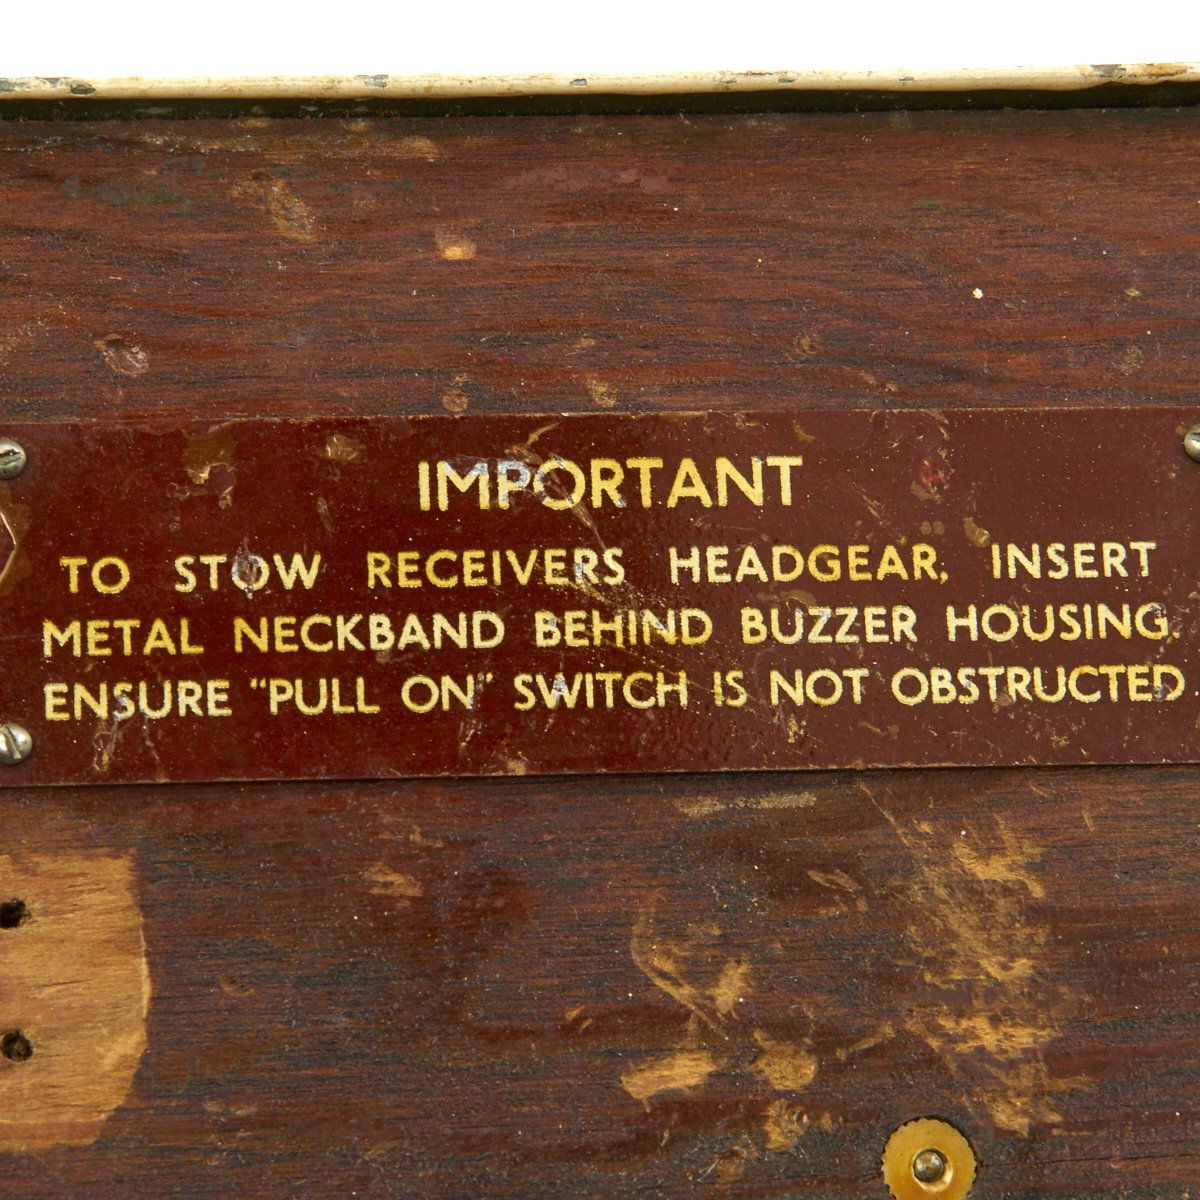 IMPORTANT
TO STOW RECEIVERS HEADGEAR, INSERT
METAL NECKBAND BEHIND BUZZER HOUSING.
ENSURE "PULL ON" SWITCH IS NOT OBSTRUCTED